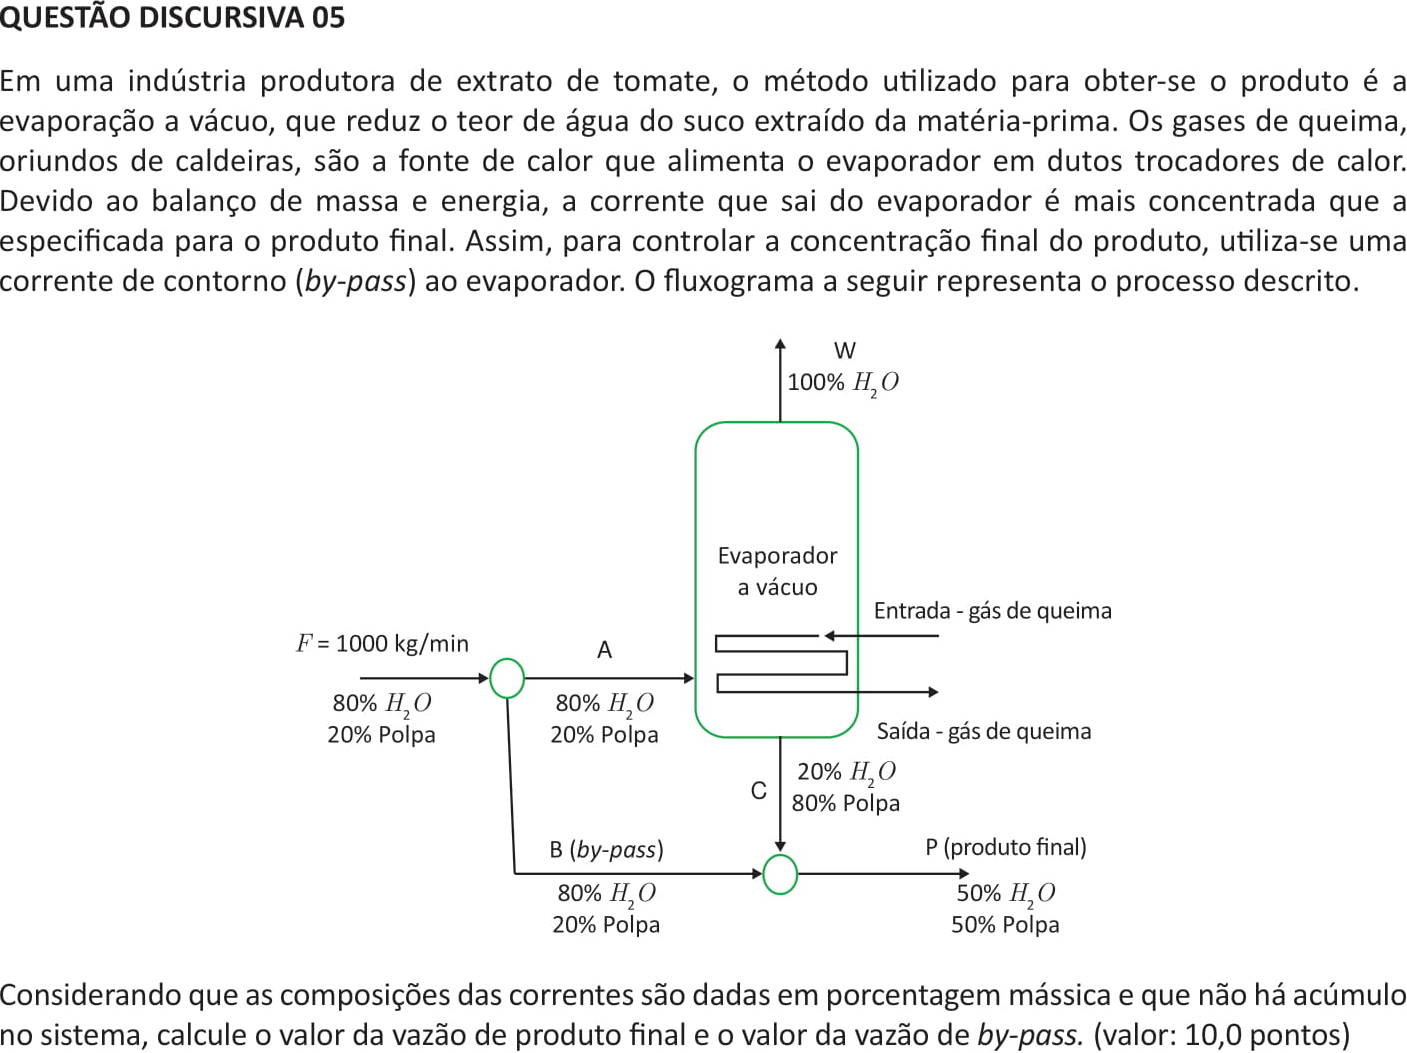 QUESTÃO DISCURSIVA 05
Em uma indústria produtora de extrato de tomate, o método utilizado para obter-se o produto é a
evaporação a vácuo, que reduz o teor de água do suco extraído da matéria-prima. Os gases de queima,
oriundos de caldeiras, são a fonte de calor que alimenta o evaporador em dutos trocadores de calor.
Devido ao balanço de massa e energia, a corrente que sai do evaporador é mais concentrada que a
especificada para o produto final. Assim, para controlar a concentração final do produto, utiliza-se uma
corrente de contorno (by-pass) ao evaporador. O fluxograma a seguir representa o processo descrito.
W
100% H₂O
Evaporador
a vácuo
Entrada - gás de queima
F = 1000 kg/min
A
80% H₂O
20% Polpa
80% H₂O
20% Polpa
Saída - gás de queima
C
20% H₂O
80% Polpa
B (by-pass)
80% H₂O
20% Polpa
P (produto final)
50% H₂O
50% Polpa
Considerando que as composições das correntes são dadas em porcentagem mássica e que não há acúmulo
no sistema, calcule o valor da vazão de produto final e o valor da vazão de by-pass. (valor: 10,0 pontos)